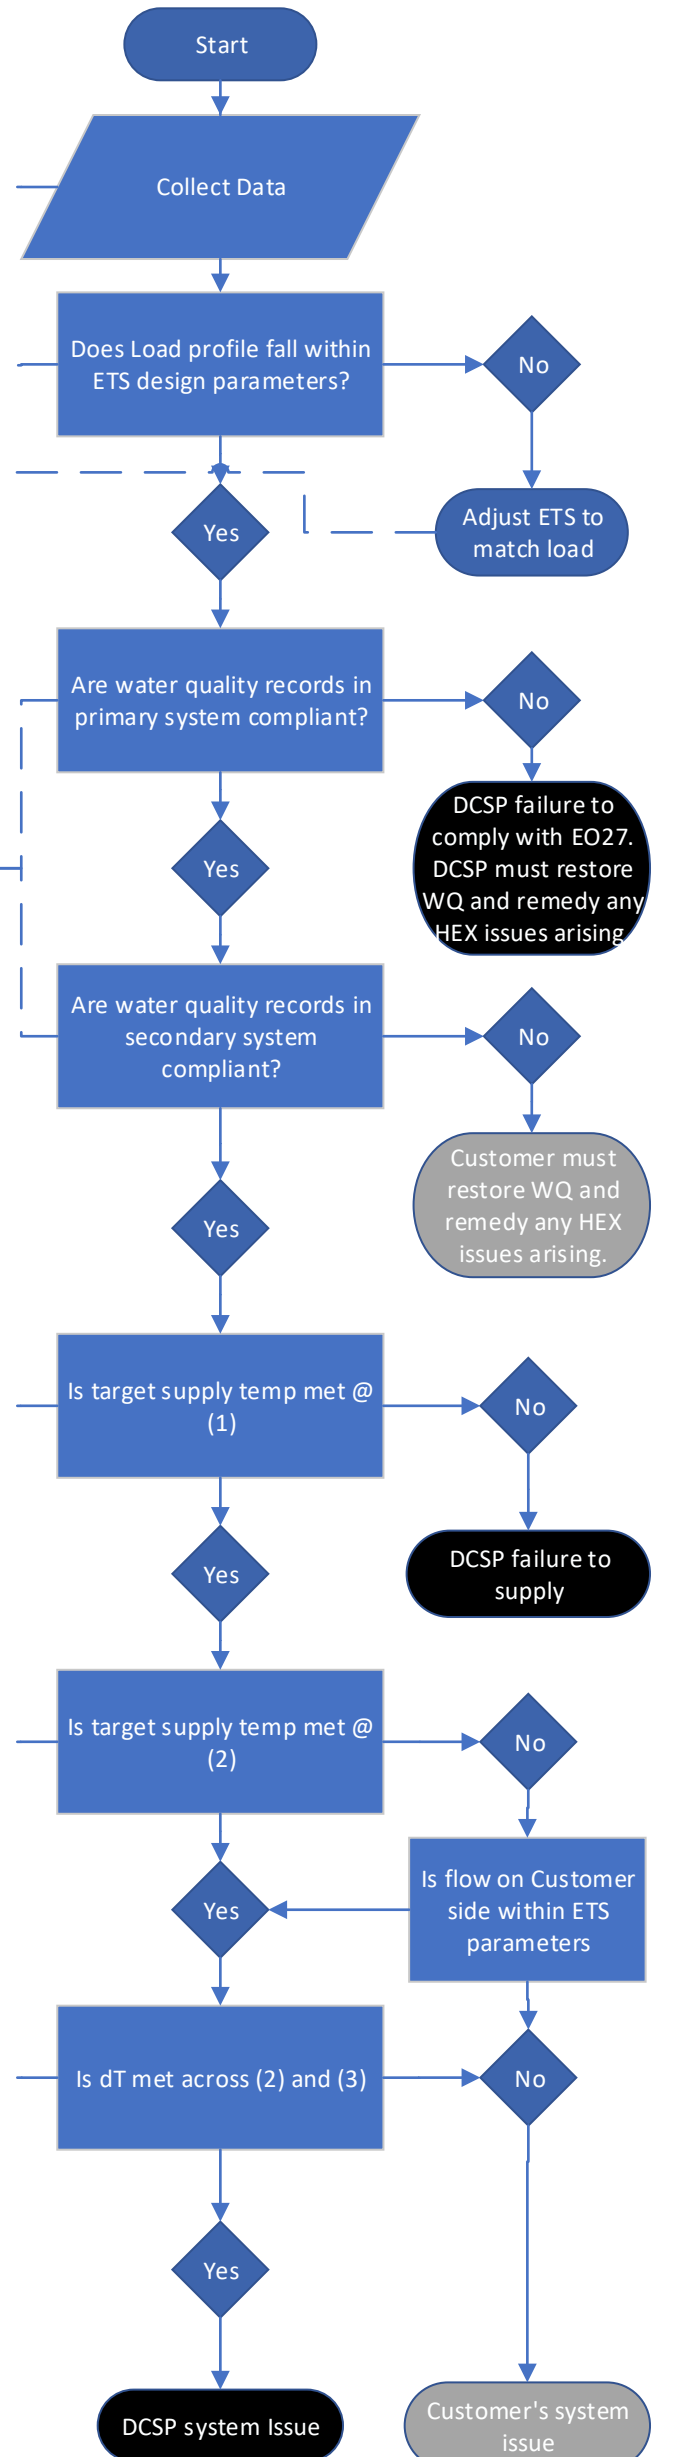 Start
Collect Data
Does Load profile fall within
ETS design parameters?
No
Adjust ETS to
match load
Yes
Are water quality records in
primary system compliant?
No
DCSP failure to
comply with EO27.
DCSP must restore
WQ and remedy any
HEX issues arising.
Yes
Are water quality records in
secondary system
compliant?
No
Customer must
restore WQ and
remedy any HEX
issues arising.
Yes
Is target supply temp met @
(1)
No
DCSP failure to
supply
Yes
Is target supply temp met @
(2)
No
Is flow on Customer
side within ETS
parameters
Yes
Is dT met across (2) and (3)
No
Yes
DCSP system Issue
Customer's system
issue